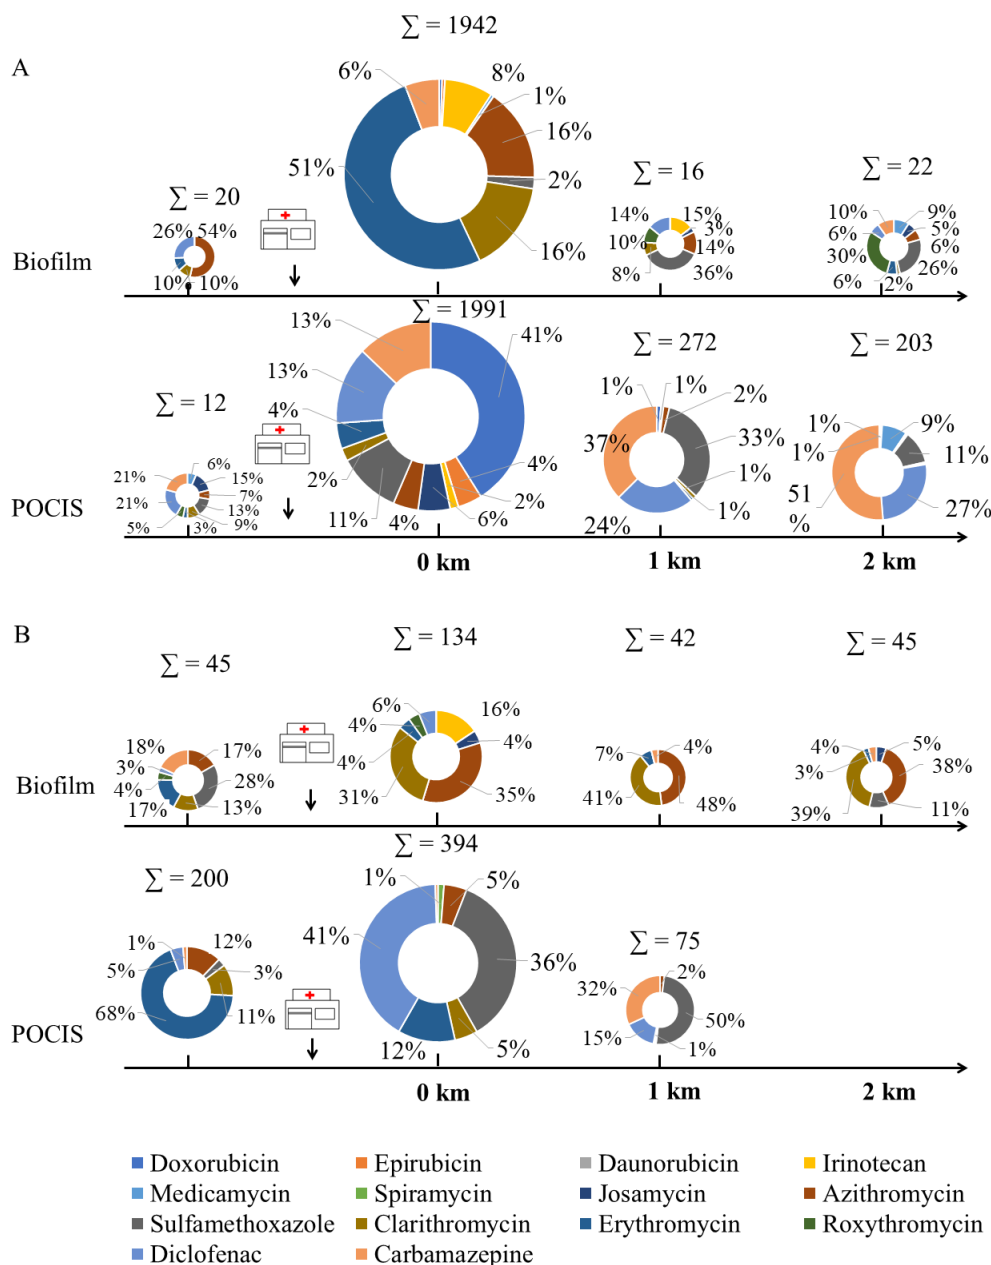 ∑ = 1942
A
6%
8%
1%
16%
51%
2%
16%
∑ = 20
26%
54%
10%
10%
∑ = 16
14%
15%
3%
10%
14%
8%
36%
∑ = 22
10%
9%
5%
6%
6%
30%
26%
6%
2%
Biofilm
∑ = 1991
13%
41%
13%
4%
2%
11%
4%
6%
2%
4%
∑ = 12
21%
6%
15%
7%
21%
13%
5%
3%
9%
∑ = 272
1%
1%
2%
37%
33%
1%
24%
1%
∑ = 203
1%
9%
1%
11%
51
%
27%
POCIS
0 km
1 km
2 km
B
∑ = 45
18%
17%
3%
28%
4%
17%
13%
∑ = 134
6%
16%
4%
4%
4%
31%
35%
∑ = 42
7%
4%
41%
48%
∑ = 45
4%
5%
3%
38%
39%
11%
Biofilm
∑ = 200
1%
12%
5%
3%
68%
11%
∑ = 394
1%
5%
41%
36%
12%
5%
∑ = 75
2%
32%
50%
15%
1%
POCIS
0 km
1 km
2 km
Doxorubicin
Epirubicin
Daunorubicin
Irinotecan
Medicamycin
Spiramycin
Josamycin
Azithromycin
Sulfamethoxazole
Clarithromycin
Erythromycin
Roxythromycin
Diclofenac
Carbamazepine